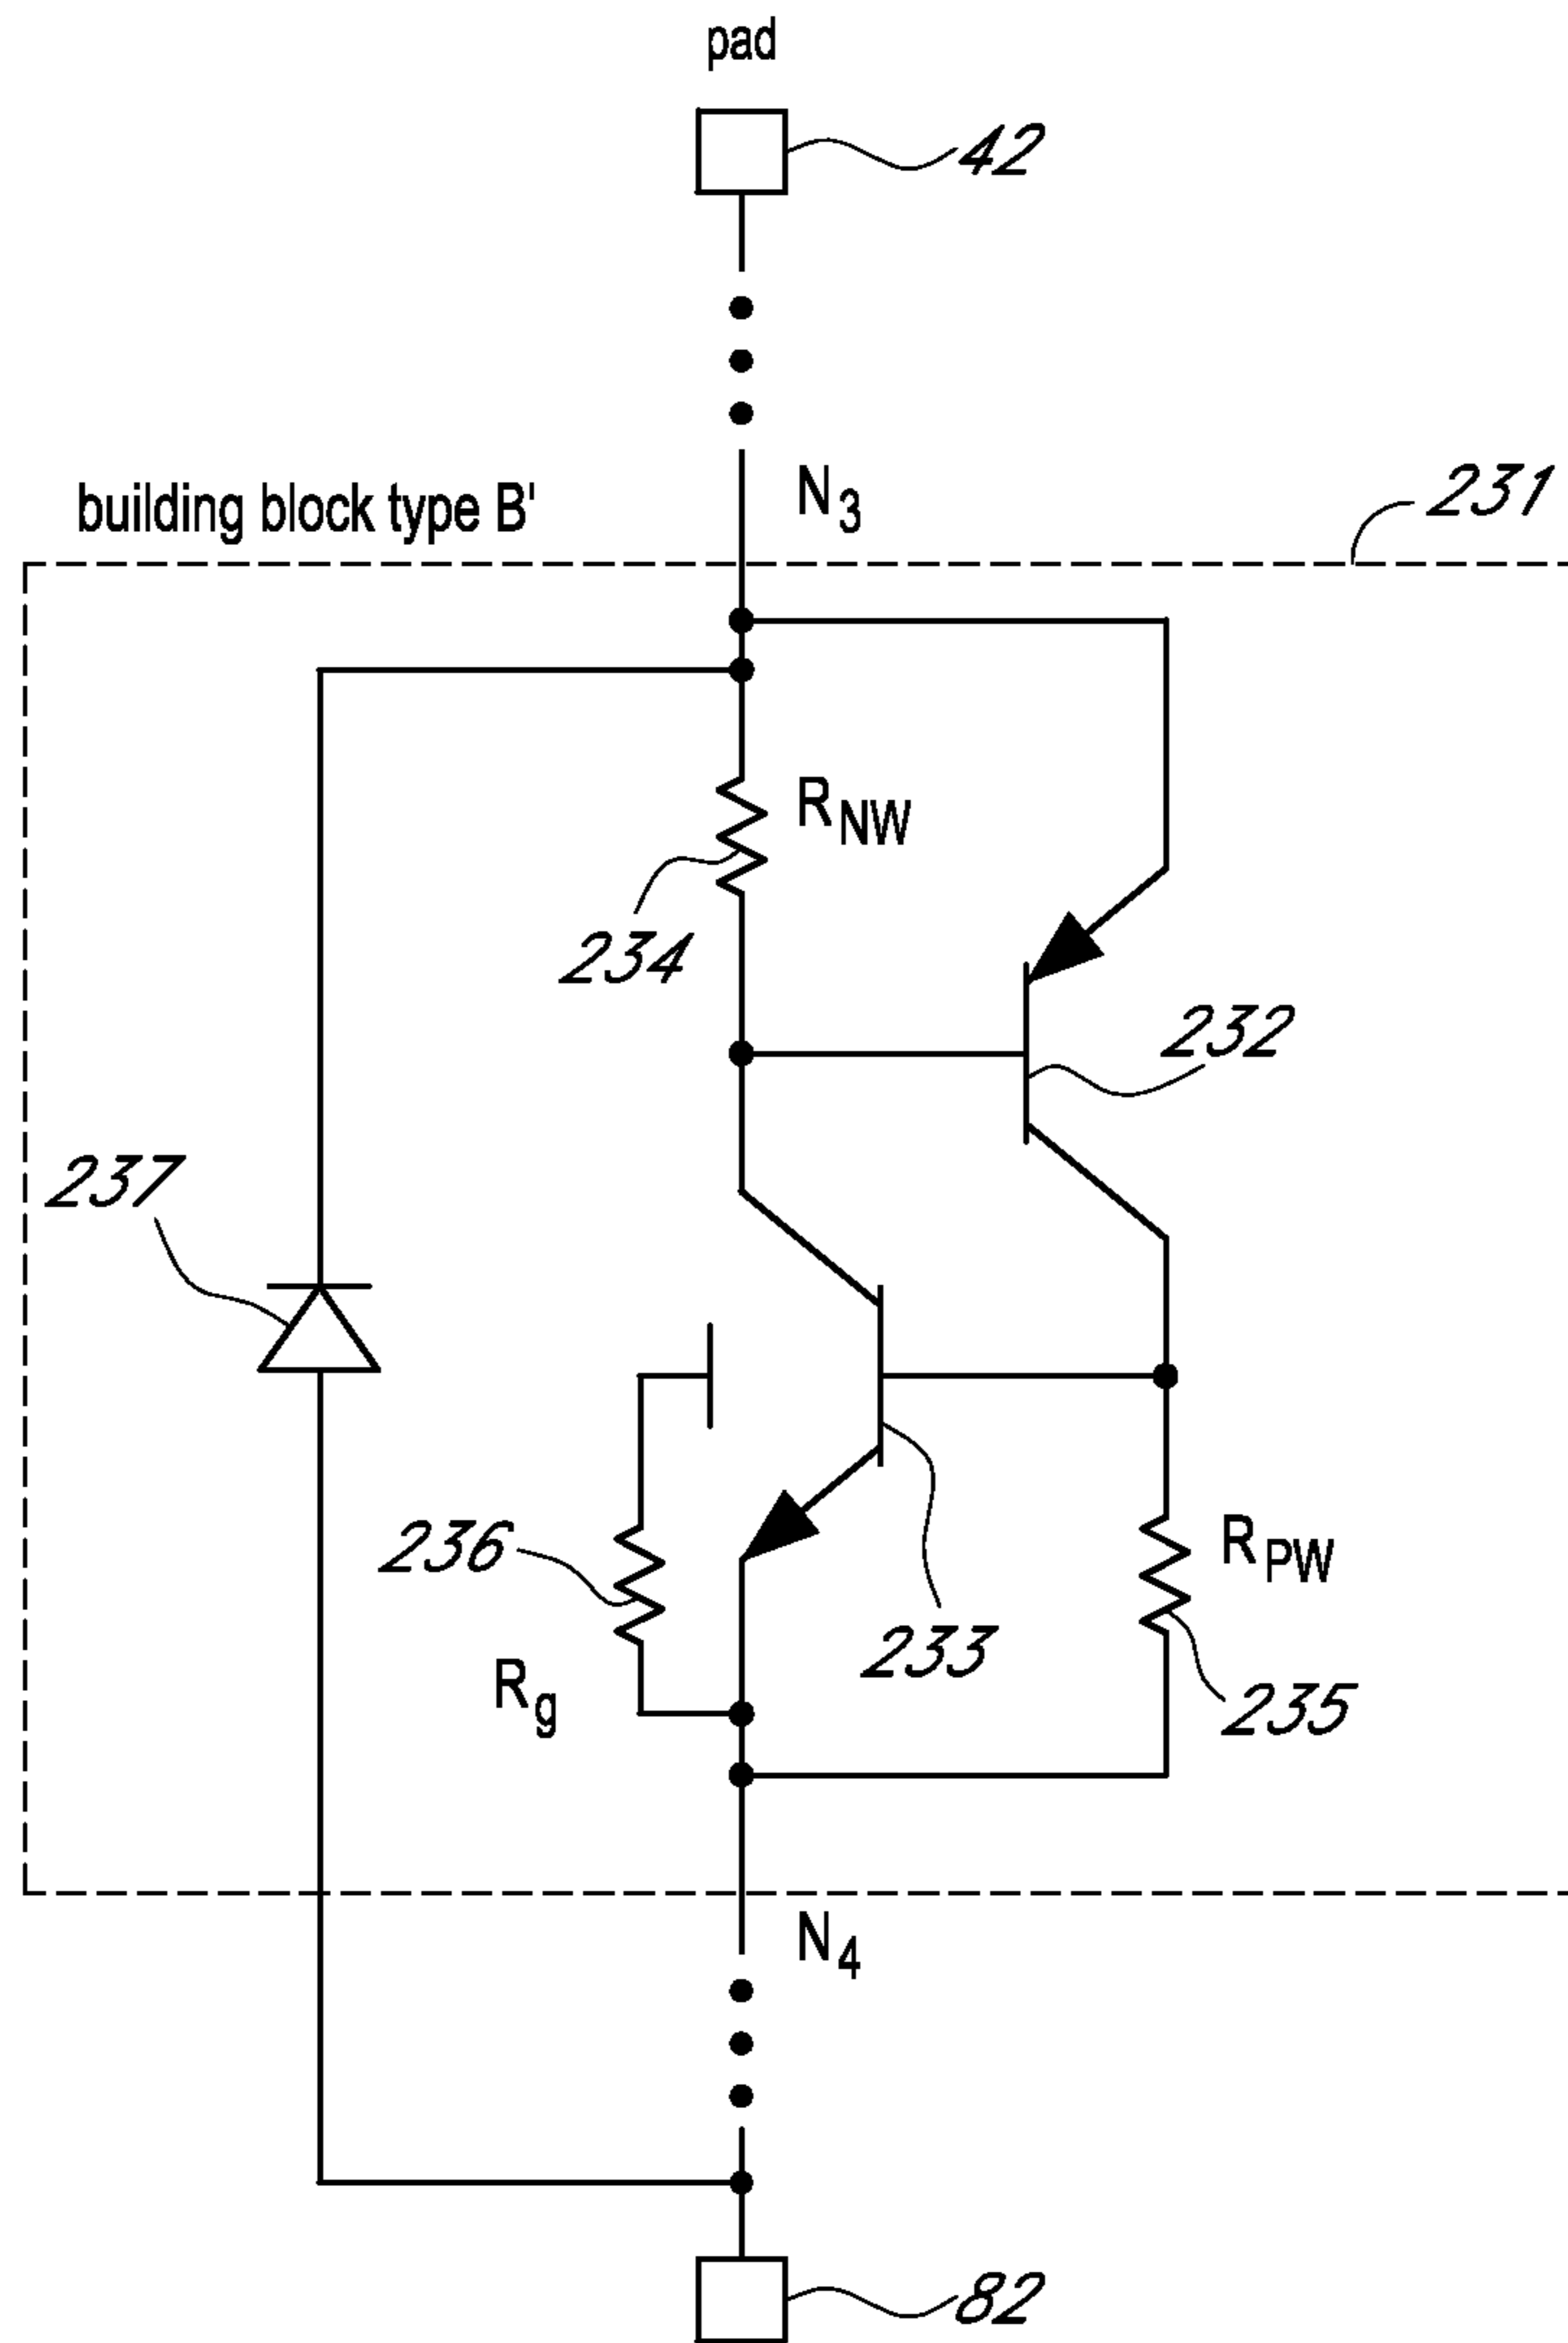 pad
42
N3
building block type B'
231
RNW
234
232
237
236
RPW
233
Rg
235
N4
82